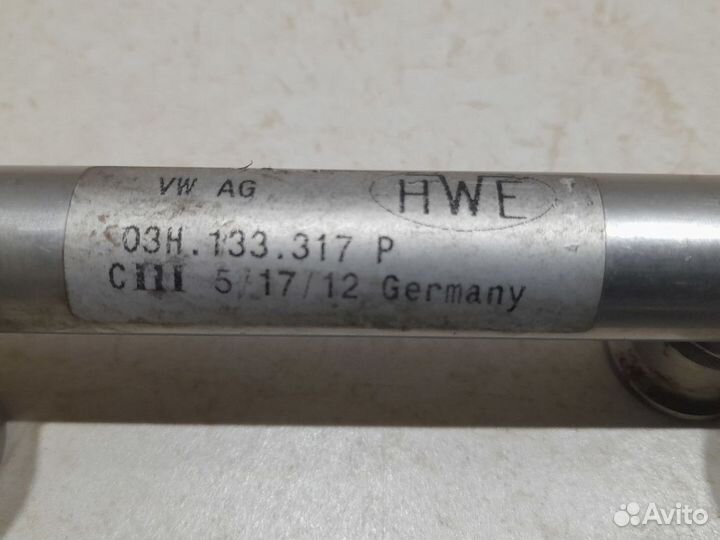 VW AG HWE
03H.133.317 P
CIII 5/17/12 Germany
Avito